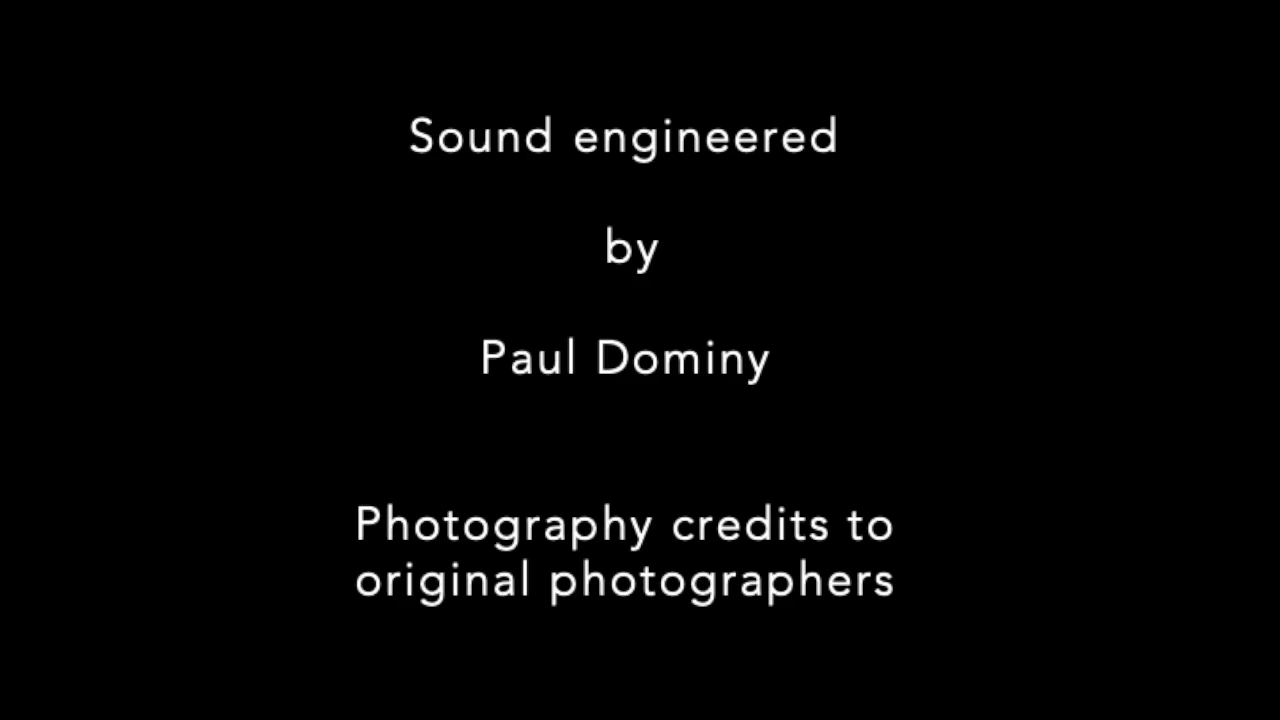 Sound engineered
by
Paul Dominy
Photography credits to
original photographers